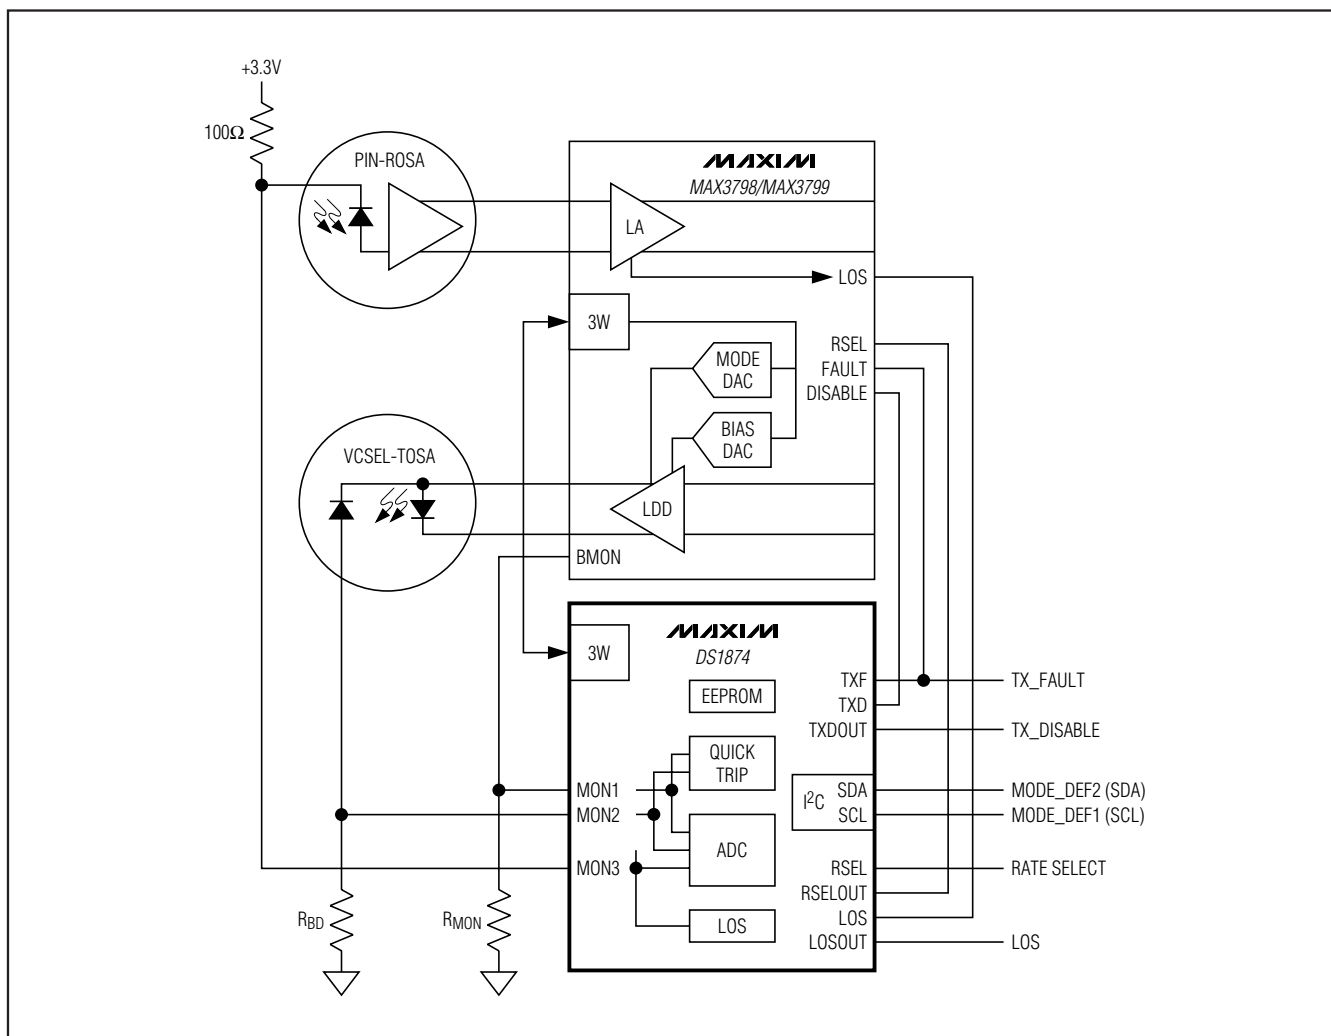 +3.3V
100Ω
PIN-ROSA
MAXIM
MAX3798/MAX3799
LA
LOS
3W
RSEL
MODE
DAC
FAULT
DISABLE
BIAS
DAC
VCSEL-TOSA
LDD
BMON
MAXIM
3W
DS1874
EEPROM
TXF
TX_FAULT
TXD
TXDOUT
TX_DISABLE
QUICK
TRIP
MON1
MON2
I²C
SDA
MODE_DEF2 (SDA)
SCL
MODE_DEF1 (SCL)
ADC
MON3
RSEL
RATE SELECT
RSELOUT
RBD
RMON
LOS
LOS
LOSOUT
LOS